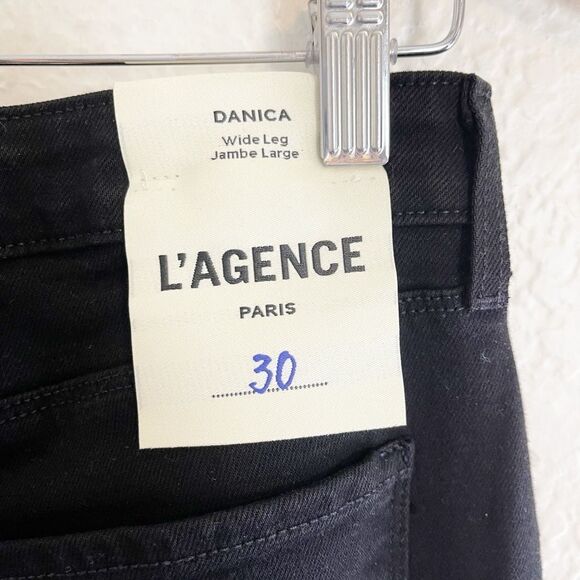 DANICA
Wide Leg
Jambe Large
L'AGENCE
PARIS
30